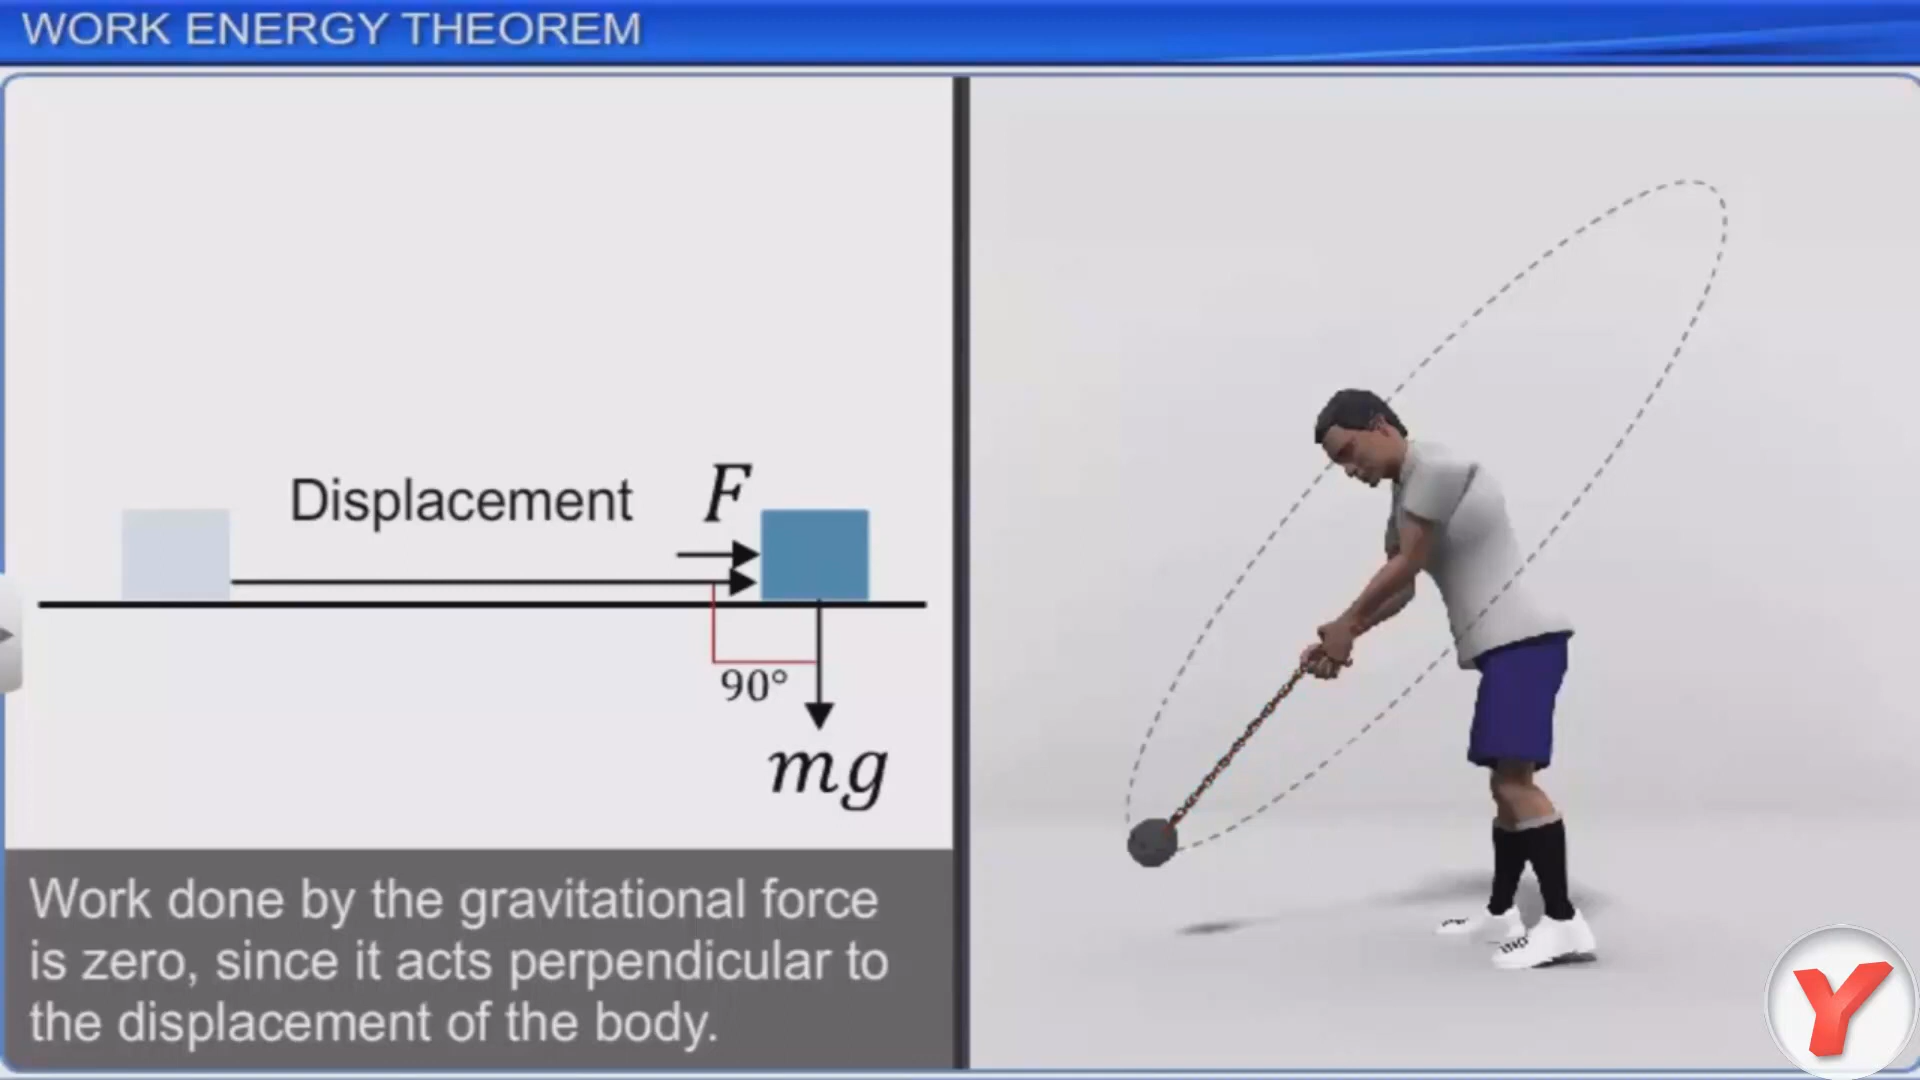 WORK ENERGY THEOREM
Displacement
F
90°
mg
Work done by the gravitational force
is zero, since it acts perpendicular to
the displacement of the body.
Y